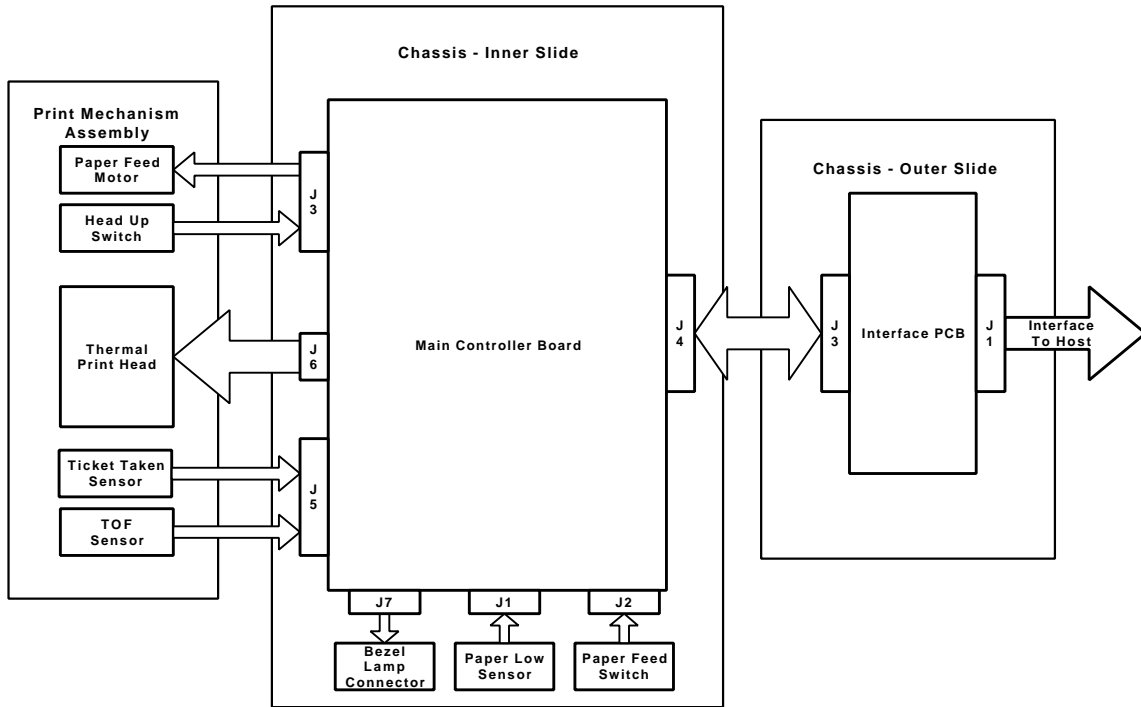 Chassis - Inner Slide
Print Mechanism
Assembly
Paper Feed
Motor
Head Up
Switch
Thermal
Print Head
Ticket Taken
Sensor
TOF
Sensor
J
3
J
6
J
5
Main Controller Board
J
4
J7
J1
J2
Bezel
Lamp
Connector
Paper Low
Sensor
Paper Feed
Switch
Chassis - Outer Slide
J
3
Interface PCB
J
1
Interface
To Host